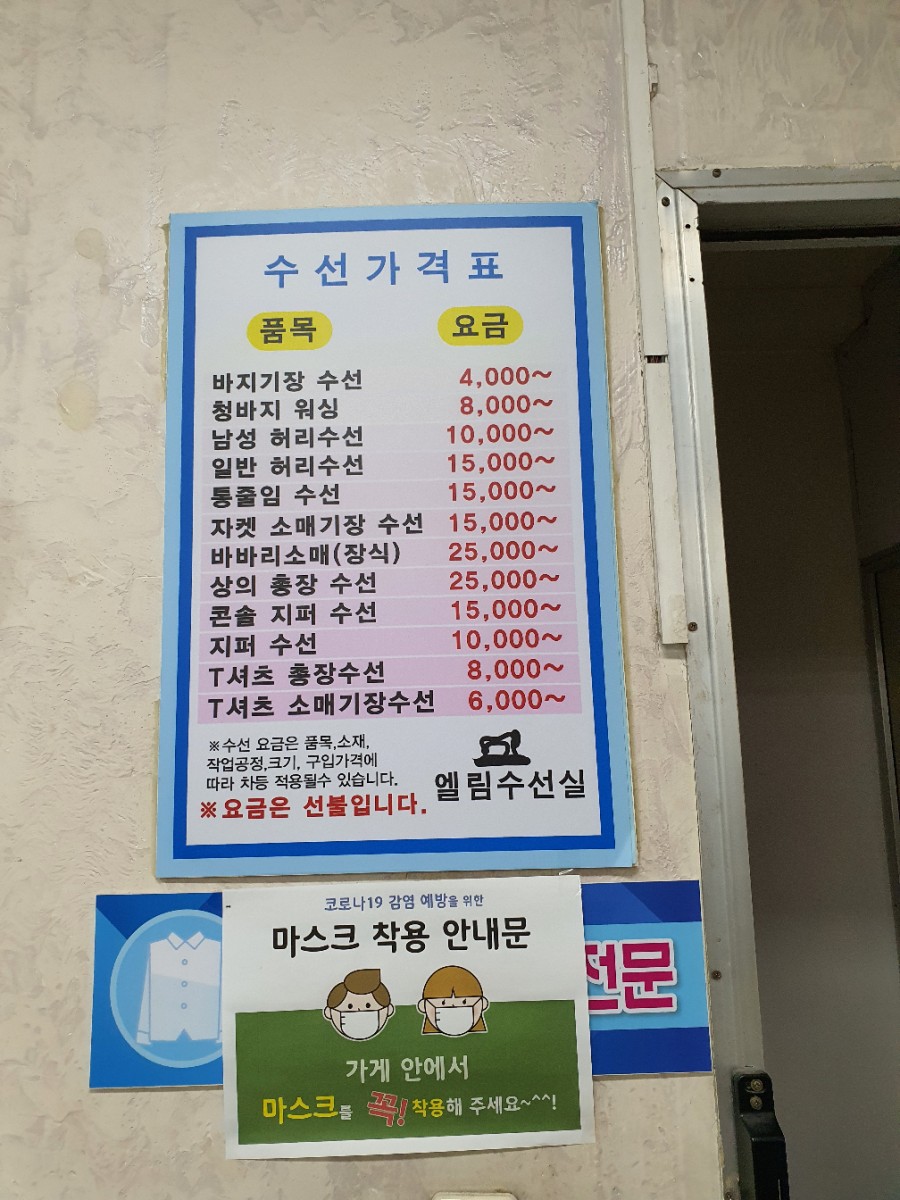 수선가격표
품목 요금
바지기장 수선 4,000~
청바지 워싱 8,000~
남성 허리수선 10,000~
일반 허리수선 15,000~
통줄임 수선 15,000~
자켓 소매기장 수선 15,000~
바바리소매(장식) 25,000~
상의 총장 수선 25,000~
콘솔 지퍼 수선 15,000~
지퍼 수선 10,000~
T셔츠 총장수선 8,000~
T셔츠 소매기장수선 6,000~
※수선 요금은 품목,소재,
작업공정,크기, 구입가격에
따라 차등 적용될수 있습니다.
※요금은 선불입니다.
엘림수선실
코로나19 감염 예방을 위한
마스크 착용 안내문
전문
가게 안에서
마스크를 꼭! 착용해 주세요~^^!